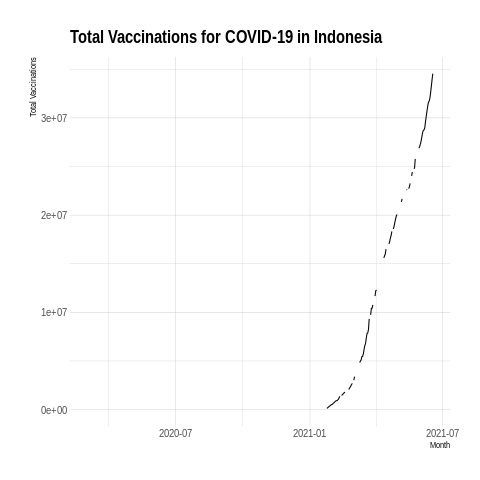 Total Vaccinations for COVID-19 in Indonesia
Total Vaccinations
3e+07
2e+07
1e+07
0e+00
2020-07
2021-01
2021-07
Month